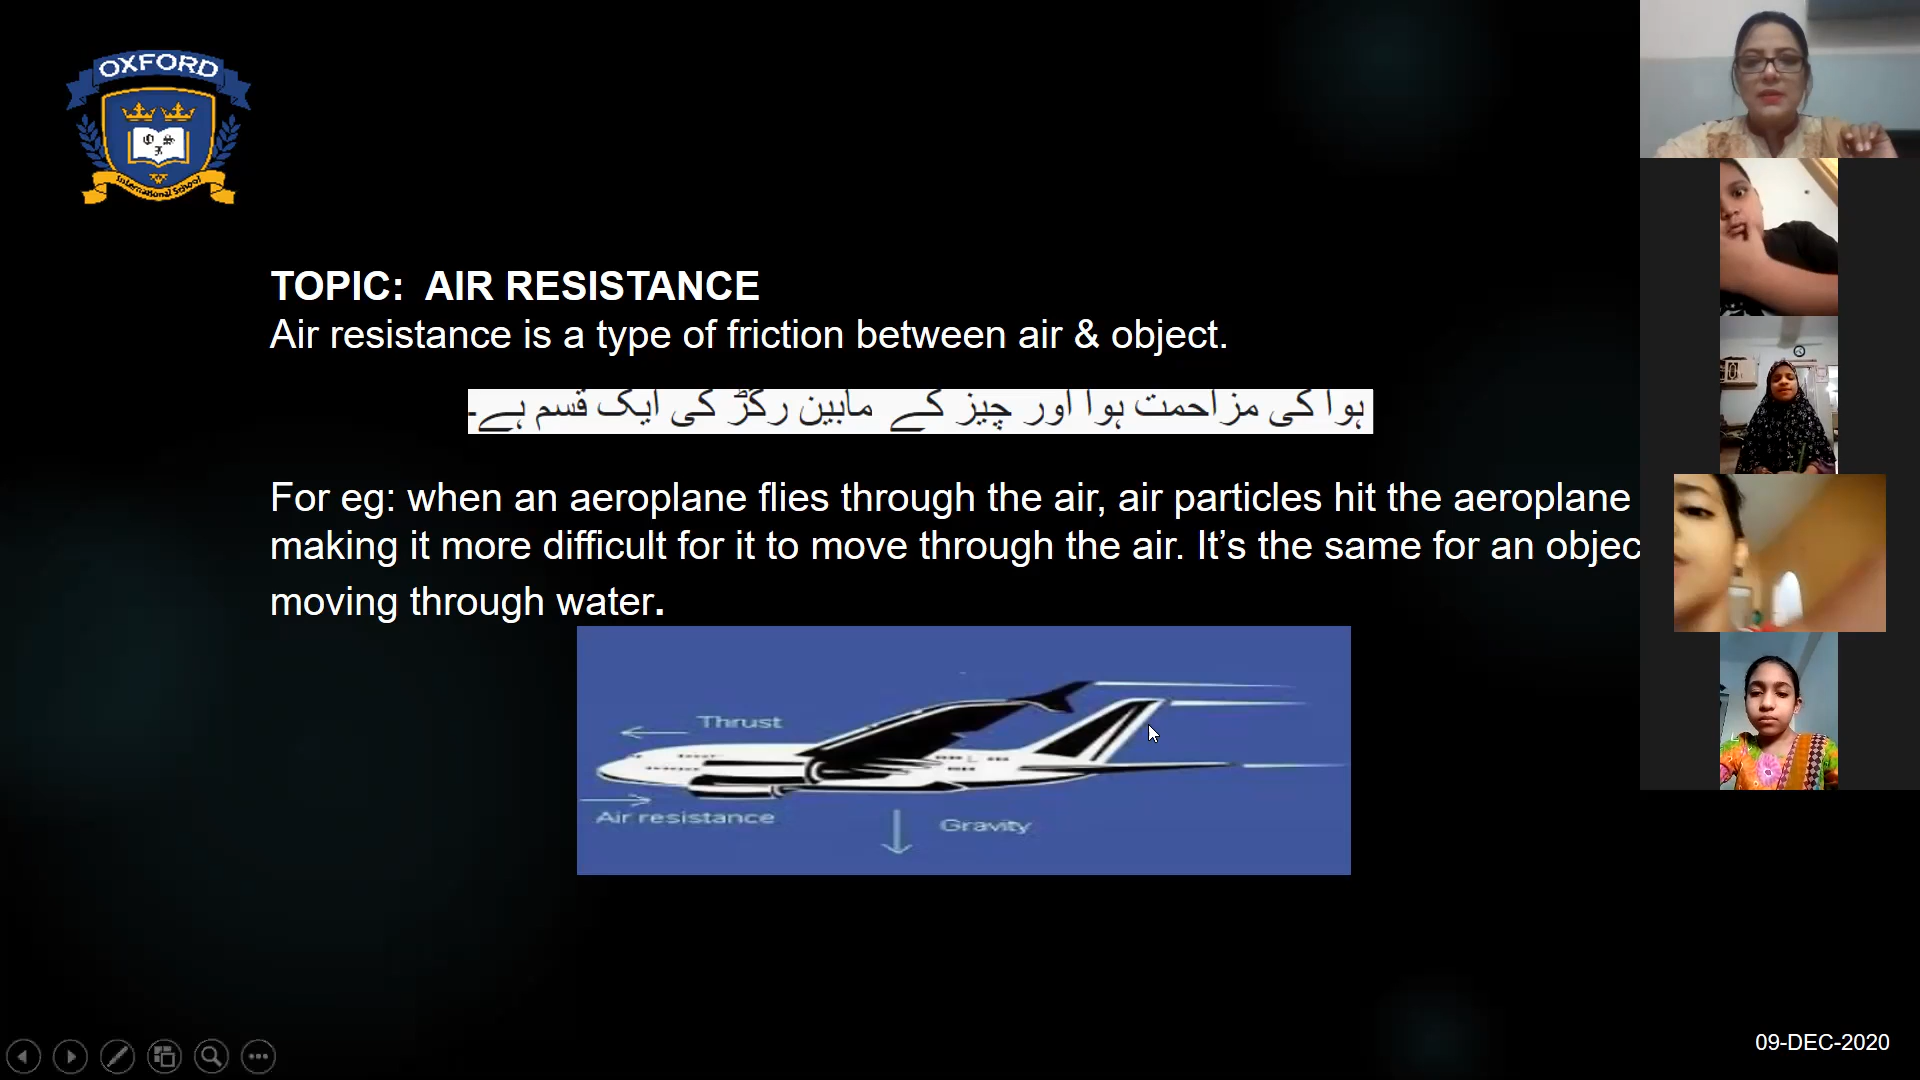 OXFORD
International School
TOPIC: AIR RESISTANCE
Air resistance is a type of friction between air & object.
ہوا کی مزاحمت ہوا اور چیز کے مابین رگڑ کی ایک قسم ہے۔
For eg: when an aeroplane flies through the air, air particles hit the aeroplane
making it more difficult for it to move through the air. It’s the same for an objec
moving through water.
Thrust
Air resistance
Gravity
09-DEC-2020